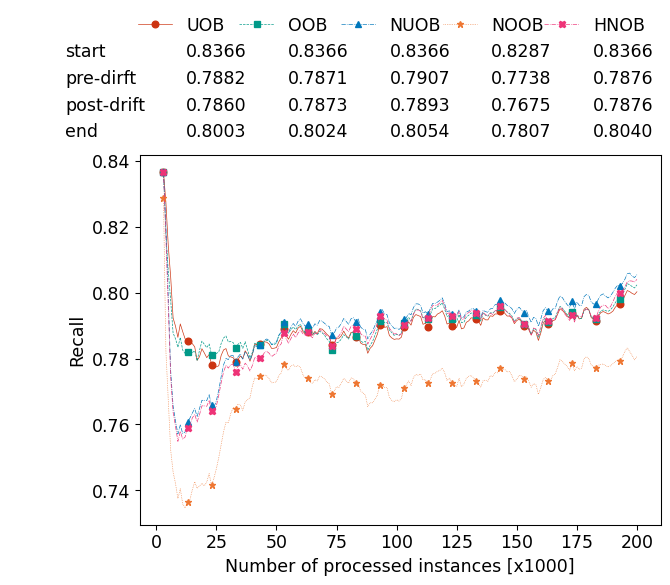 UOB OOB NUOB NOOB HNOB
start 0.8366 0.8366 0.8366 0.8287 0.8366
pre-dirft 0.7882 0.7871 0.7907 0.7738 0.7876
post-drift 0.7860 0.7873 0.7893 0.7675 0.7876
end 0.8003 0.8024 0.8054 0.7807 0.8040
0.84
0.82
0.80
0.78
0.76
0.74
Recall
0 25 50 75 100 125 150 175 200
Number of processed instances [x1000]